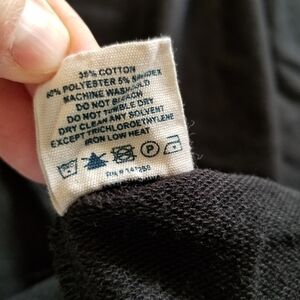 35% COTTON
60% POLYESTER 5% SPANDEX
MACHINE WASH COLD
DO NOT BLEACH
DO NOT TUMBLE DRY
DRY CLEAN ANY SOLVENT
EXCEPT TRICHLOROETHYLENE
IRON LOW HEAT
P
RN #